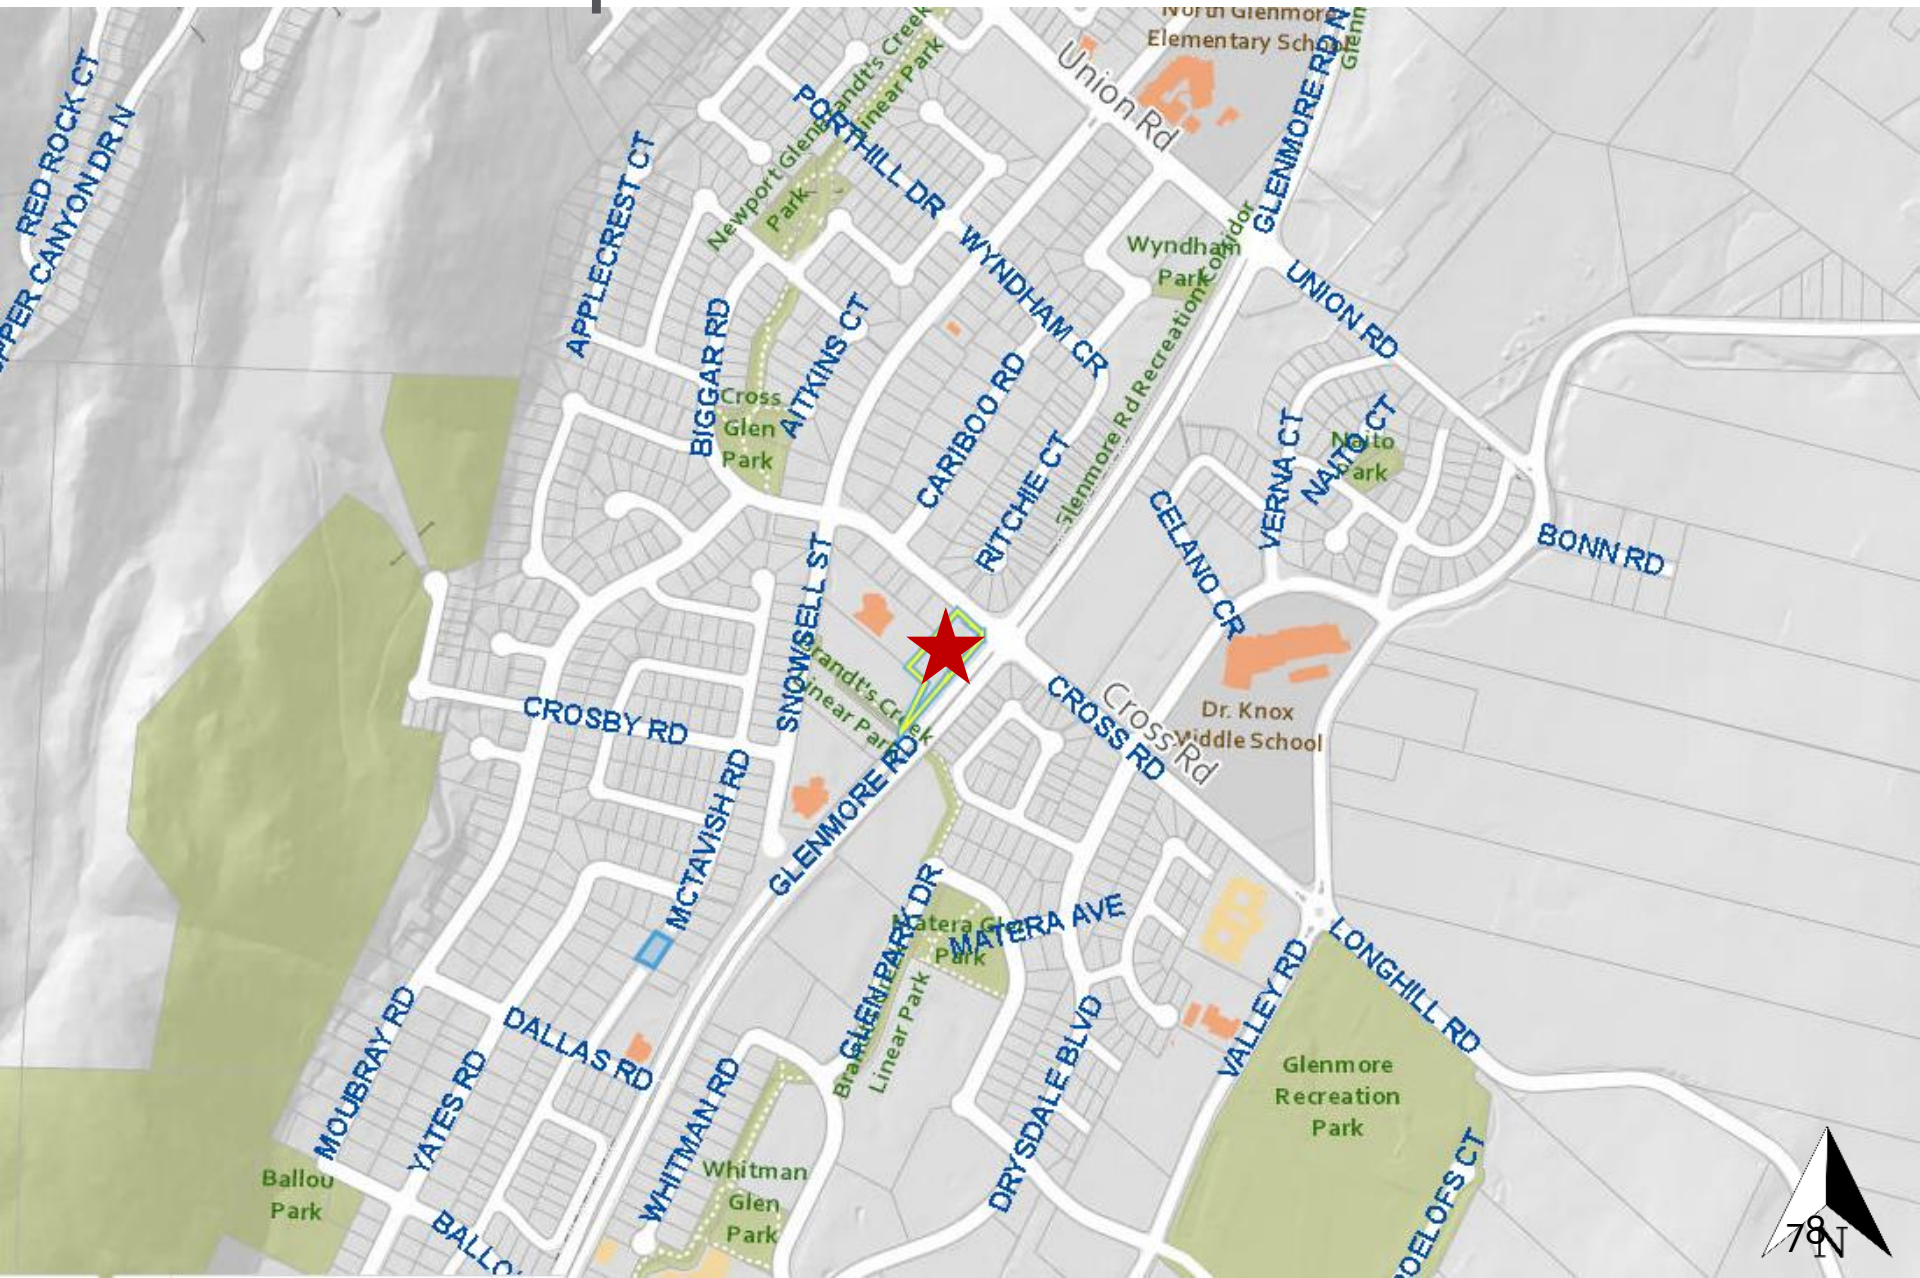 North Glenmore
Elementary School
RED ROCK CT
UPPER CANYON DR N
APPLECREST CT
PORTHILL DR
Newport Glen
Park
Brandt's Creek
Linear Park
Union Rd
GLENMORE RD N
Glenn
Wyndham
Park
WYNDHAM CR
UNION RD
BIGGAR RD
AITKINS CT
Cross
Glen
Park
CARIBOO RD
RITCHIE CT
Glenmore Rd Recreation Corridor
CELANO CR
VERNA CT
NAITO CT
Naito
Park
BONN RD
SNOWSELL ST
Brandt's Creek
Linear Park
CROSBY RD
MCTAVISH RD
GLENMORE RD
CROSS RD
Cross Rd
Dr. Knox
Middle School
GLENPARK DR
Matera Glen
Park
MATERA AVE
Linear Park
MOUBRAY RD
YATES RD
DALLAS RD
WHITMAN RD
DRYSDALE BLVD
VALLEY RD
LONGHILL RD
Glenmore
Recreation
Park
Ballou
Park
Whitman
Glen
Park
78
N